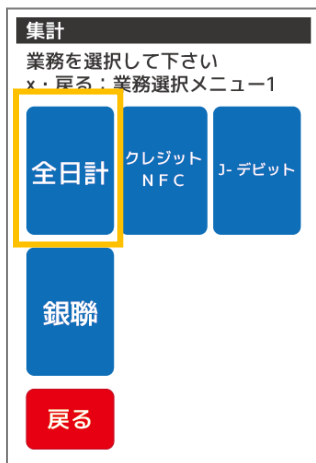 集計
業務を選択して下さい
x・戻る：業務選択メニュー1
全日計
クレジット
NFC
J-デビット
銀聯
戻る